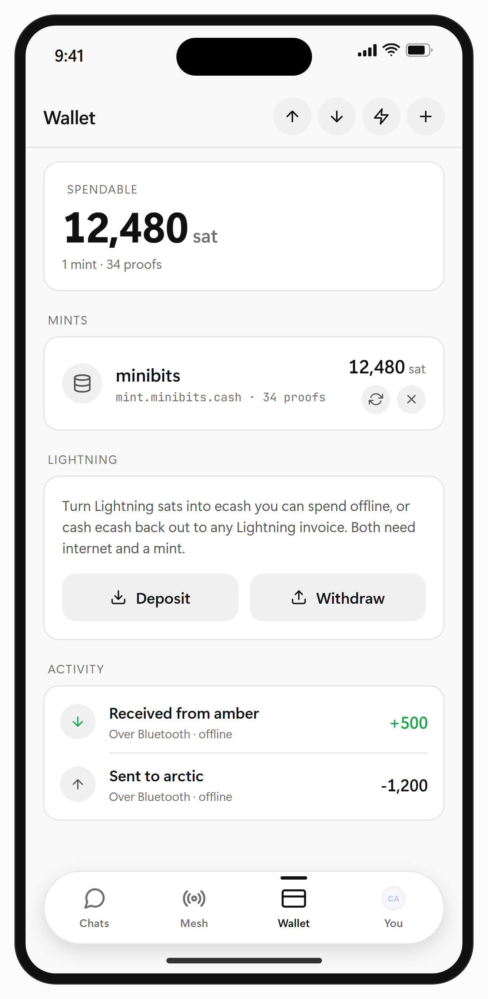 9:41
Wallet
SPENDABLE
12,480 sat
1 mint · 34 proofs
MINTS
minibits
mint.minibits.cash · 34 proofs
12,480 sat
LIGHTNING
Turn Lightning sats into ecash you can spend offline, or
cash ecash back out to any Lightning invoice. Both need
internet and a mint.
Deposit
Withdraw
ACTIVITY
Received from amber
Over Bluetooth · offline
+500
Sent to arctic
Over Bluetooth · offline
-1,200
Chats
Mesh
Wallet
CA
You